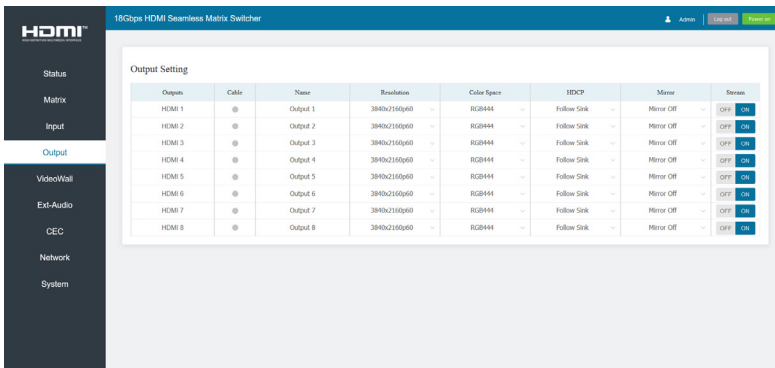 HDMI™
HIGH-DEFINITION MULTIMEDIA INTERFACE
18Gbps HDMI Seamless Matrix Switcher
Admin
Log out
Power on
Status
Matrix
Input
Output
VideoWall
Ext-Audio
CEC
Network
System
Output Setting
Outputs Cable Name Resolution Color Space HDCP Mirror Stream
HDMI 1 Output 1 3840x2160p60 RGB444 Follow Sink Mirror Off OFF ON
HDMI 2 Output 2 3840x2160p60 RGB444 Follow Sink Mirror Off OFF ON
HDMI 3 Output 3 3840x2160p60 RGB444 Follow Sink Mirror Off OFF ON
HDMI 4 Output 4 3840x2160p60 RGB444 Follow Sink Mirror Off OFF ON
HDMI 5 Output 5 3840x2160p60 RGB444 Follow Sink Mirror Off OFF ON
HDMI 6 Output 6 3840x2160p60 RGB444 Follow Sink Mirror Off OFF ON
HDMI 7 Output 7 3840x2160p60 RGB444 Follow Sink Mirror Off OFF ON
HDMI 8 Output 8 3840x2160p60 RGB444 Follow Sink Mirror Off OFF ON